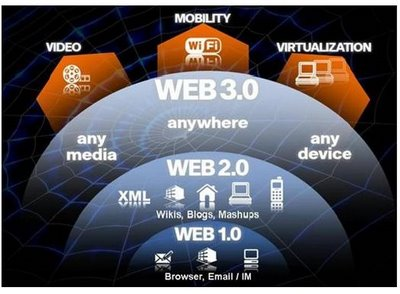 MOBILITY
VIDEO
WiFi
VIRTUALIZATION
WEB 3.0
anywhere
any
media
any
device
WEB 2.0
XML
Wikis, Blogs, Mashups
WEB 1.0
Browser, Email / IM